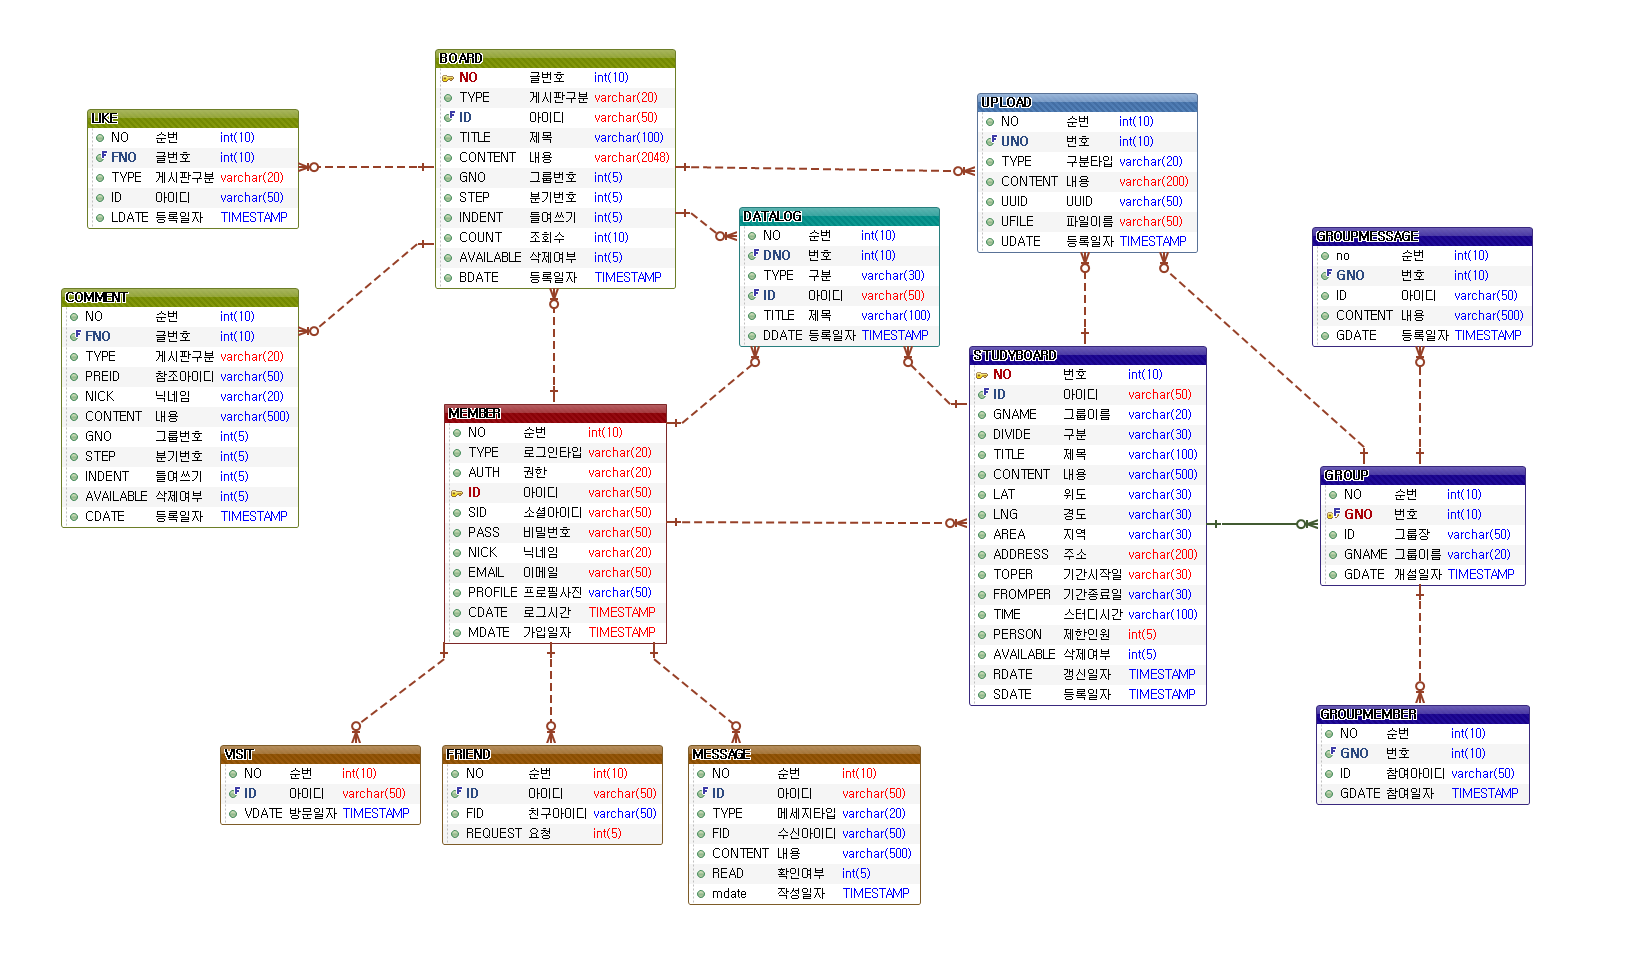 BOARD
NO 글번호 int(10)
TYPE 게시판구분 varchar(20)
ID 아이디 varchar(50)
TITLE 제목 varchar(100)
CONTENT 내용 varchar(2048)
GNO 그룹번호 int(5)
STEP 분기번호 int(5)
INDENT 들여쓰기 int(5)
COUNT 조회수 int(10)
AVAILABLE 삭제여부 int(5)
BDATE 등록일자 TIMESTAMP
LIKE
NO 순번 int(10)
FNO 글번호 int(10)
TYPE 게시판구분 varchar(20)
ID 아이디 varchar(50)
LDATE 등록일자 TIMESTAMP
UPLOAD
NO 순번 int(10)
UNO 번호 int(10)
TYPE 구분타입 varchar(20)
CONTENT 내용 varchar(200)
UUID UUID varchar(50)
UFILE 파일이름 varchar(50)
UDATE 등록일자 TIMESTAMP
DATALOG
NO 순번 int(10)
DNO 번호 int(10)
TYPE 구분 varchar(30)
ID 아이디 varchar(50)
TITLE 제목 varchar(100)
DDATE 등록일자 TIMESTAMP
GROUPMESSAGE
no 순번 int(10)
GNO 번호 int(10)
ID 아이디 varchar(50)
CONTENT 내용 varchar(500)
GDATE 등록일자 TIMESTAMP
COMMENT
NO 순번 int(10)
FNO 글번호 int(10)
TYPE 게시판구분 varchar(20)
PREID 참조아이디 varchar(50)
NICK 닉네임 varchar(20)
CONTENT 내용 varchar(500)
GNO 그룹번호 int(5)
STEP 분기번호 int(5)
INDENT 들여쓰기 int(5)
AVAILABLE 삭제여부 int(5)
CDATE 등록일자 TIMESTAMP
STUDYBOARD
NO 번호 int(10)
ID 아이디 varchar(50)
GNAME 그룹이름 varchar(20)
DIVIDE 구분 varchar(30)
TITLE 제목 varchar(100)
CONTENT 내용 varchar(500)
LAT 위도 varchar(30)
LNG 경도 varchar(30)
AREA 지역 varchar(30)
ADDRESS 주소 varchar(200)
TOPER 기간시작일 varchar(30)
FROMPER 기간종료일 varchar(30)
TIME 스터디시간 varchar(100)
PERSON 제한인원 int(5)
AVAILABLE 삭제여부 int(5)
RDATE 갱신일자 TIMESTAMP
SDATE 등록일자 TIMESTAMP
MEMBER
NO 순번 int(10)
TYPE 로그인타입 varchar(20)
AUTH 권한 varchar(20)
ID 아이디 varchar(50)
SID 소셜아이디 varchar(50)
PASS 비밀번호 varchar(50)
NICK 닉네임 varchar(20)
EMAIL 이메일 varchar(50)
PROFILE 프로필사진 varchar(50)
CDATE 로그시간 TIMESTAMP
MDATE 가입일자 TIMESTAMP
GROUP
NO 순번 int(10)
GNO 번호 int(10)
ID 그룹장 varchar(50)
GNAME 그룹이름 varchar(20)
GDATE 개설일자 TIMESTAMP
GROUPMEMBER
NO 순번 int(10)
GNO 번호 int(10)
ID 참여아이디 varchar(50)
GDATE 참여일자 TIMESTAMP
VISIT
NO 순번 int(10)
ID 아이디 varchar(50)
VDATE 방문일자 TIMESTAMP
FRIEND
NO 순번 int(10)
ID 아이디 varchar(50)
FID 친구아이디 varchar(50)
REQUEST 요청 int(5)
MESSAGE
NO 순번 int(10)
ID 아이디 varchar(50)
TYPE 메세지타입 varchar(20)
FID 수신아이디 varchar(50)
CONTENT 내용 varchar(500)
READ 확인여부 int(5)
mdate 작성일자 TIMESTAMP